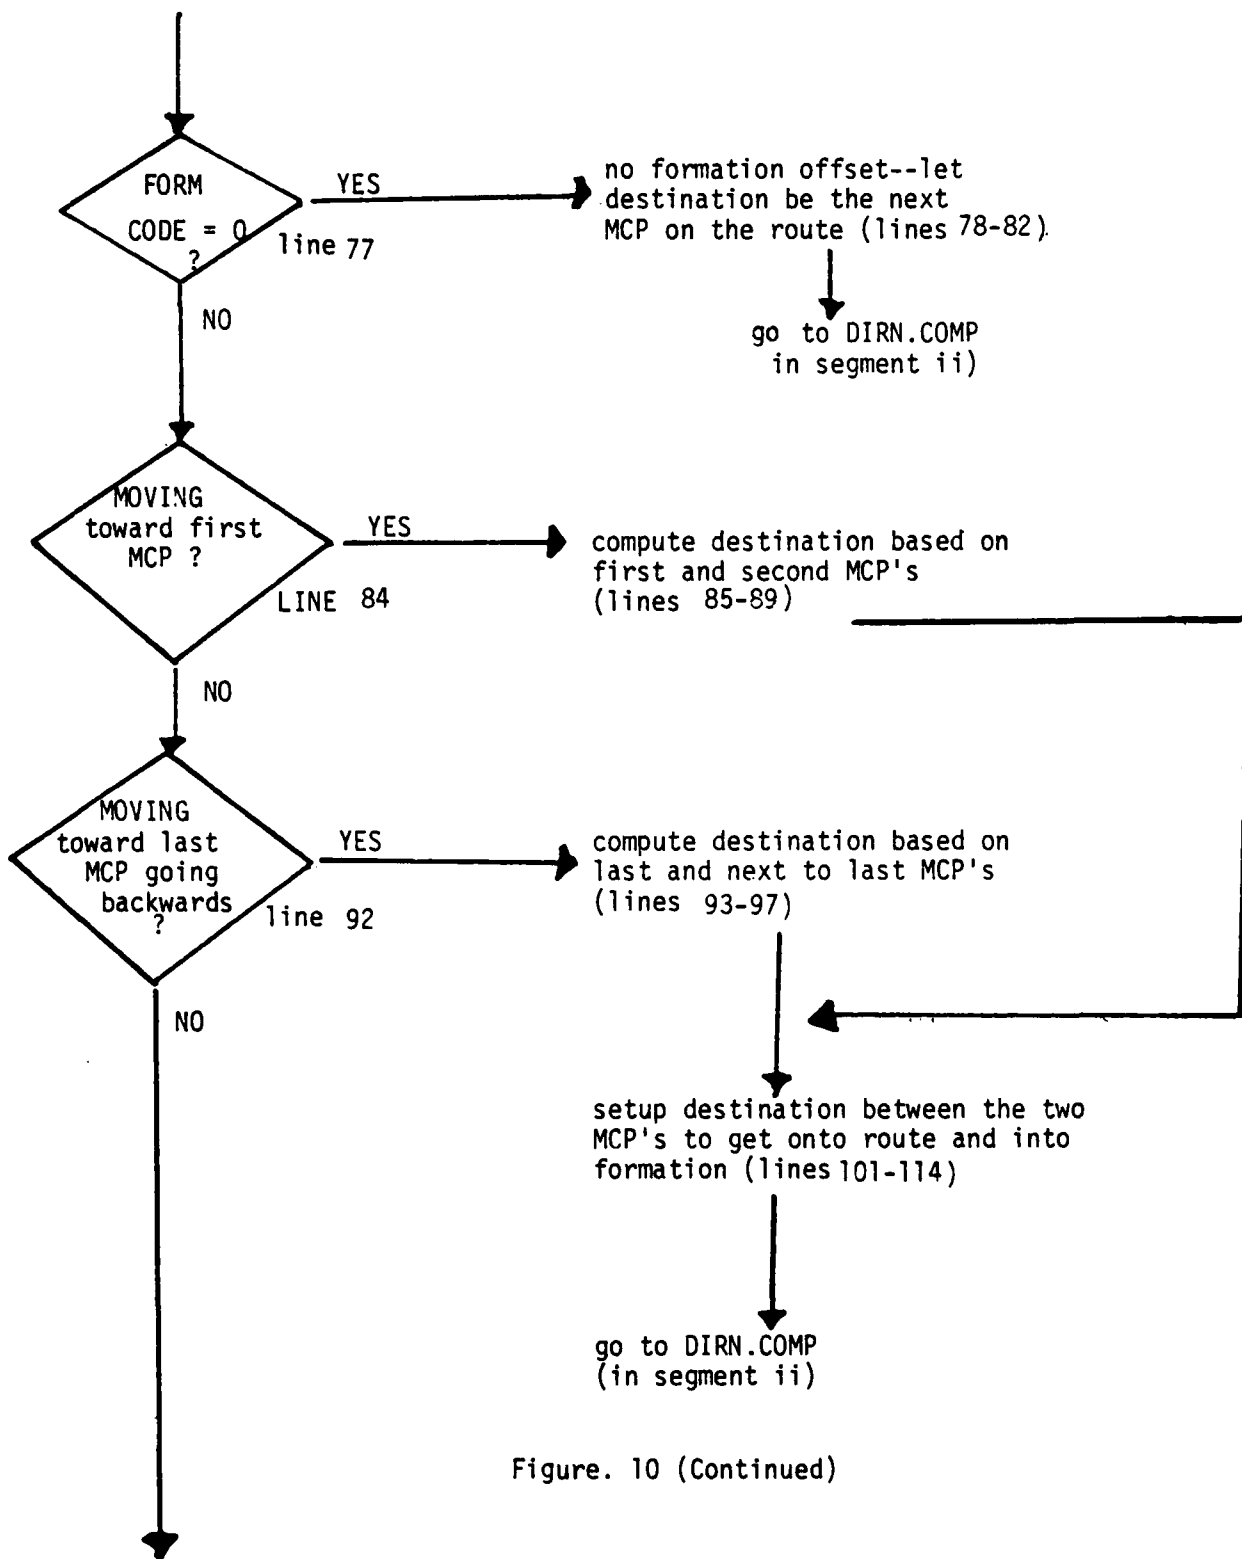 FORM
CODE = 0
?
line 77
YES
no formation offset--let
destination be the next
MCP on the route (lines 78-82).
go to DIRN.COMP
in segment ii)
NO
MOVING
toward first
MCP ?
LINE 84
YES
compute destination based on
first and second MCP's
(lines 85-89)
NO
MOVING
toward last
MCP going
backwards
?
line 92
YES
compute destination based on
last and next to last MCP's
(lines 93-97)
NO
setup destination between the two
MCP's to get onto route and into
formation (lines 101-114)
go to DIRN.COMP
(in segment ii)
Figure. 10 (Continued)